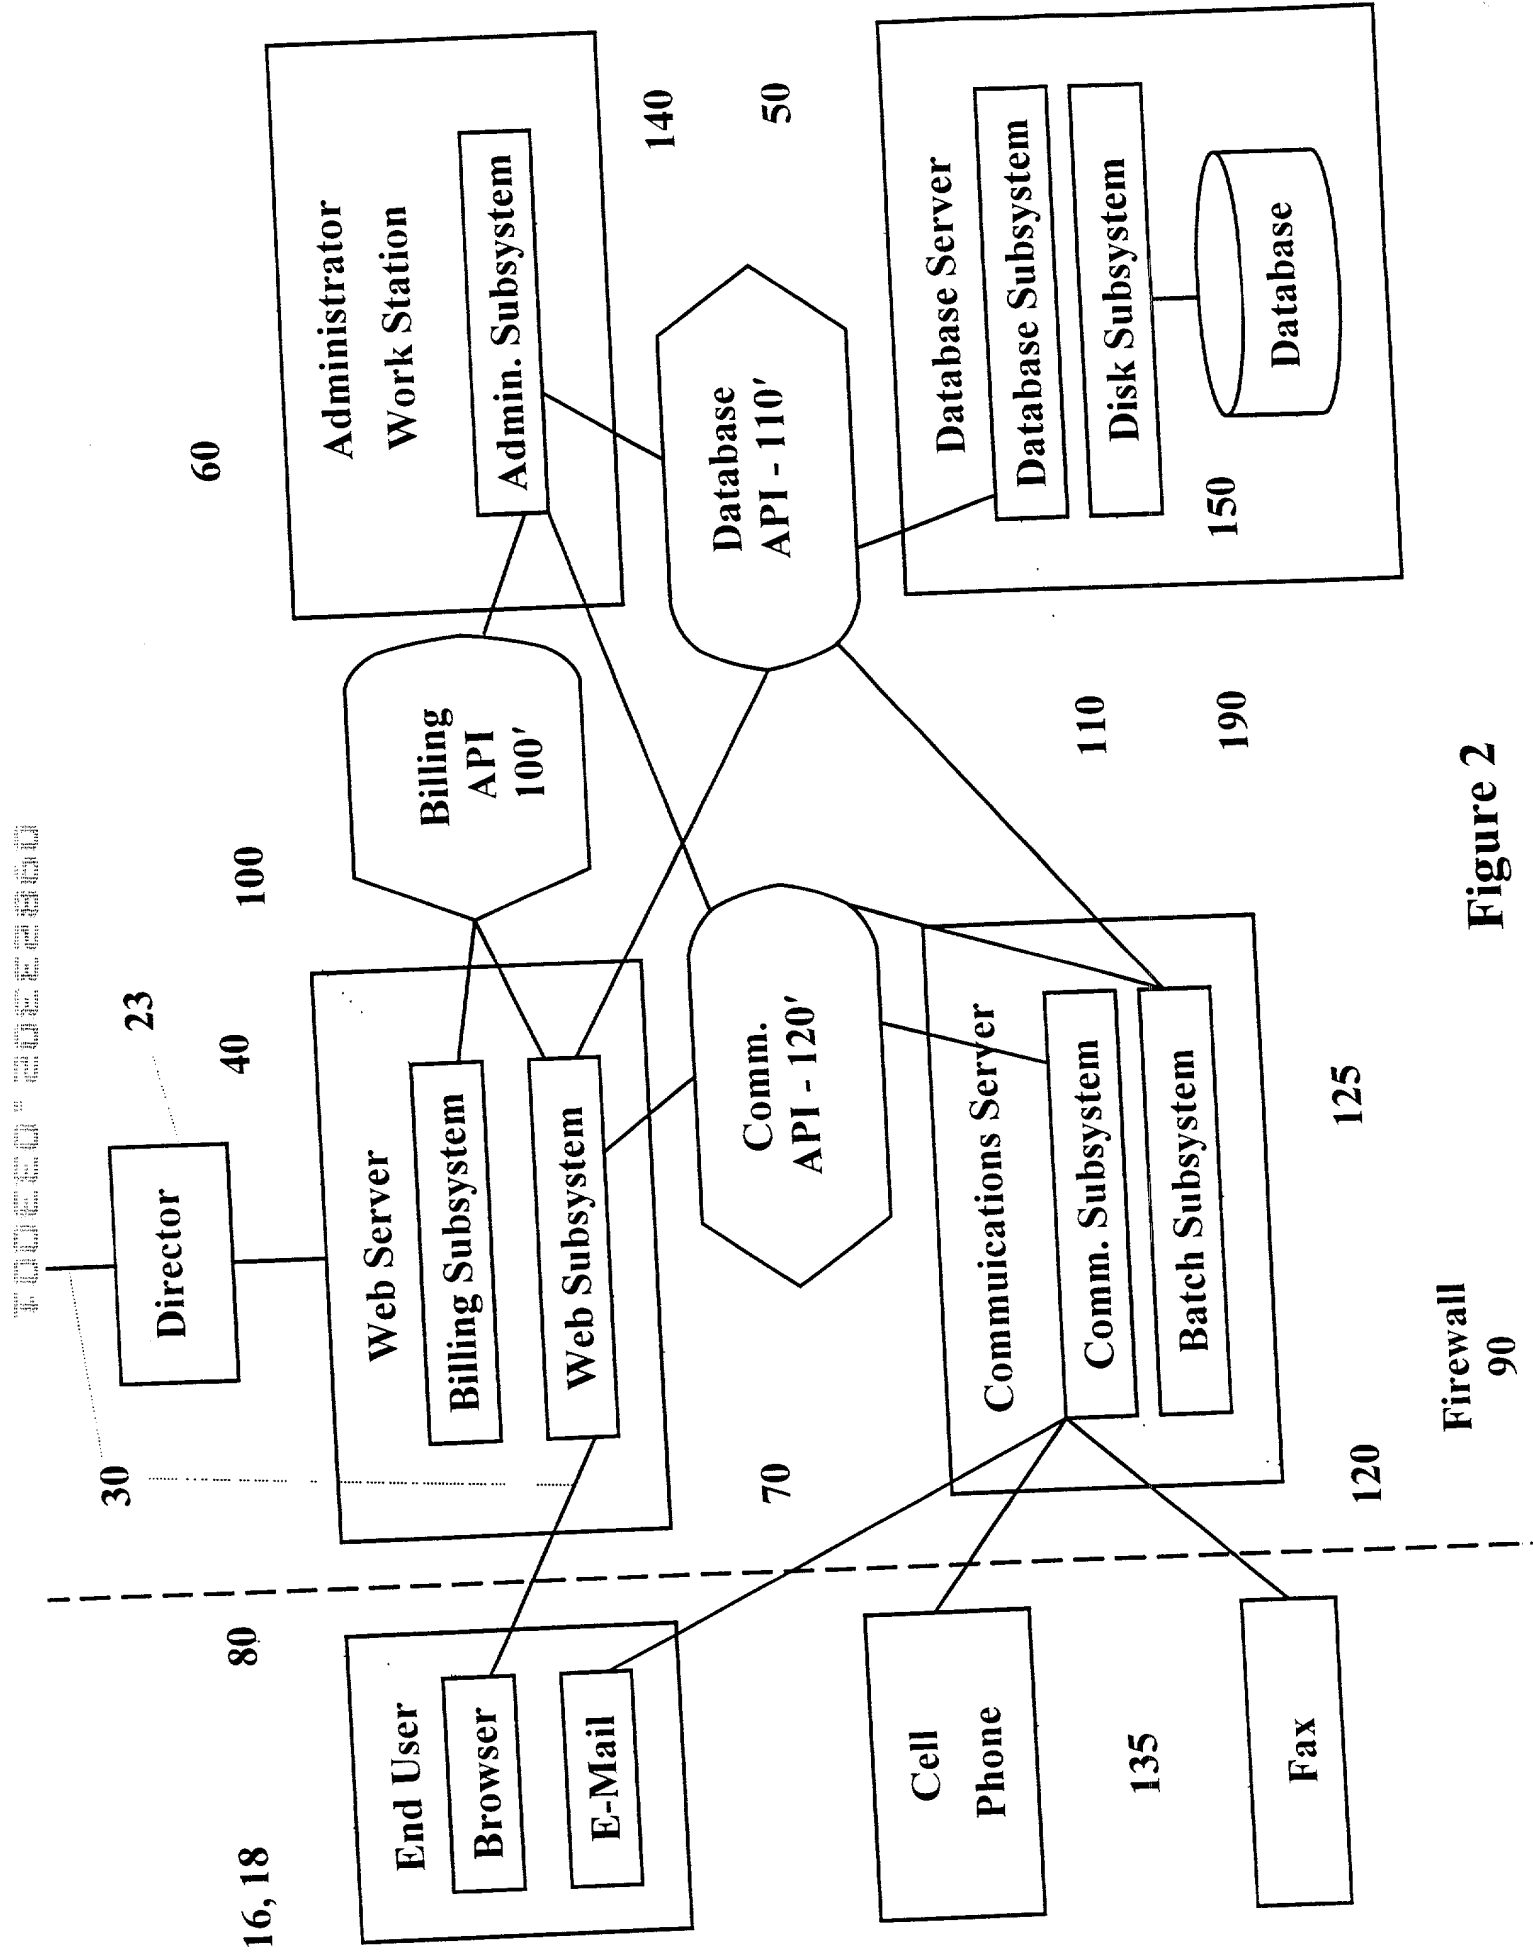 16, 18
80
30
40
23
100
60
Director
End User
Browser
E-Mail
Web Server
Billing Subsystem
Web Subsystem
Billing
API
100′
Administrator
Work Station
Admin. Subsystem
70
140
50
Comm.
API - 120′
Database
API - 110′
Cell
Phone
135
Fax
Commuications Server
Comm. Subsystem
Batch Subsystem
120
125
110
190
Database Server
Database Subsystem
Disk Subsystem
150
Database
Firewall
90
Figure 2